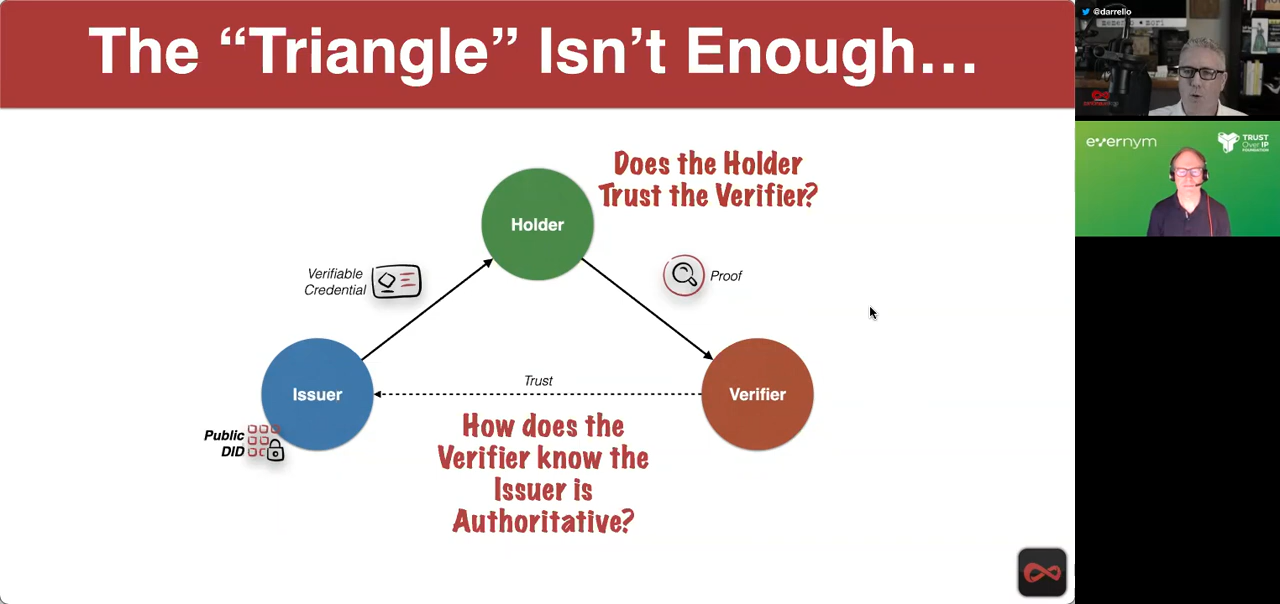 The “Triangle” Isn’t Enough…
Does the Holder
Trust the Verifier?
Holder
Verifiable
Credential
Proof
Trust
Issuer
Verifier
Public
DID
How does the
Verifier know the
Issuer is
Authoritative?
@darrello
evernym
TRUST
Over IP
FOUNDATION